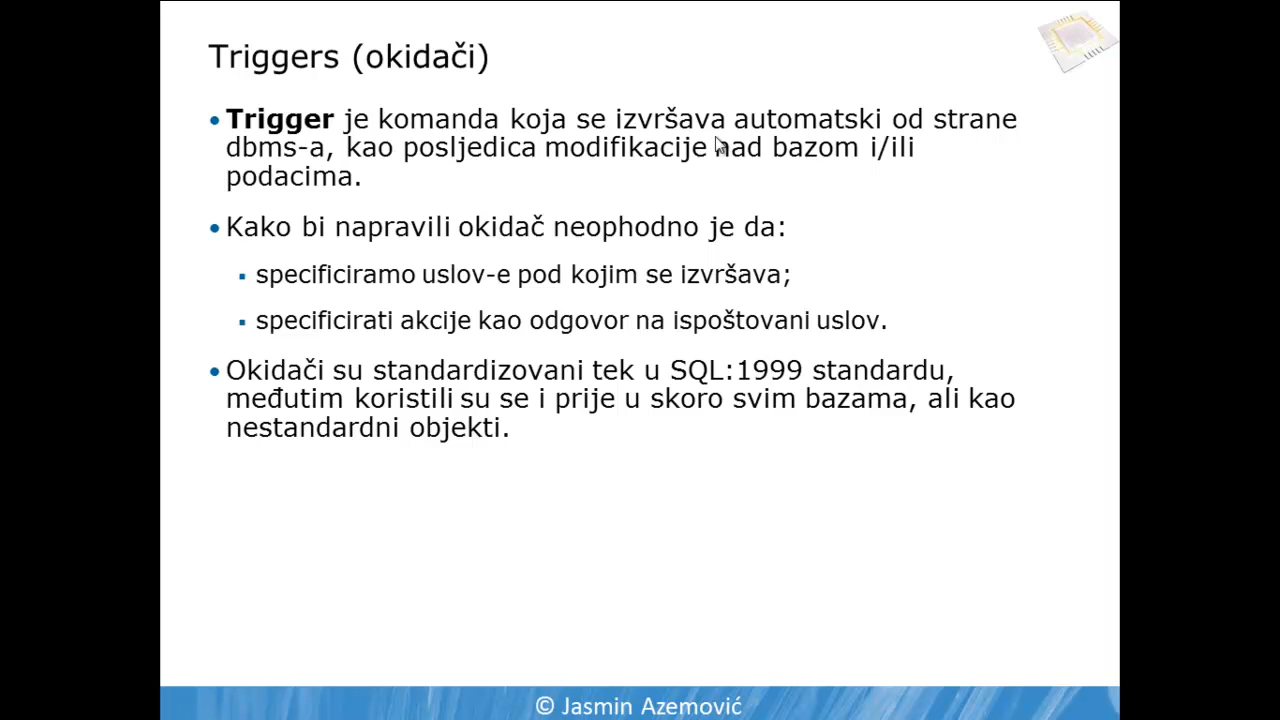 Triggers (okidači)
• Trigger je komanda koja se izvršava automatski od strane
dbms-a, kao posljedica modifikacije nad bazom i/ili
podacima.
• Kako bi napravili okidač neophodno je da:
▪ specificiramo uslov-e pod kojim se izvršava;
▪ specificirati akcije kao odgovor na ispoštovani uslov.
• Okidači su standardizovani tek u SQL:1999 standardu,
međutim koristili su se i prije u skoro svim bazama, ali kao
nestandardni objekti.
© Jasmin Azemović